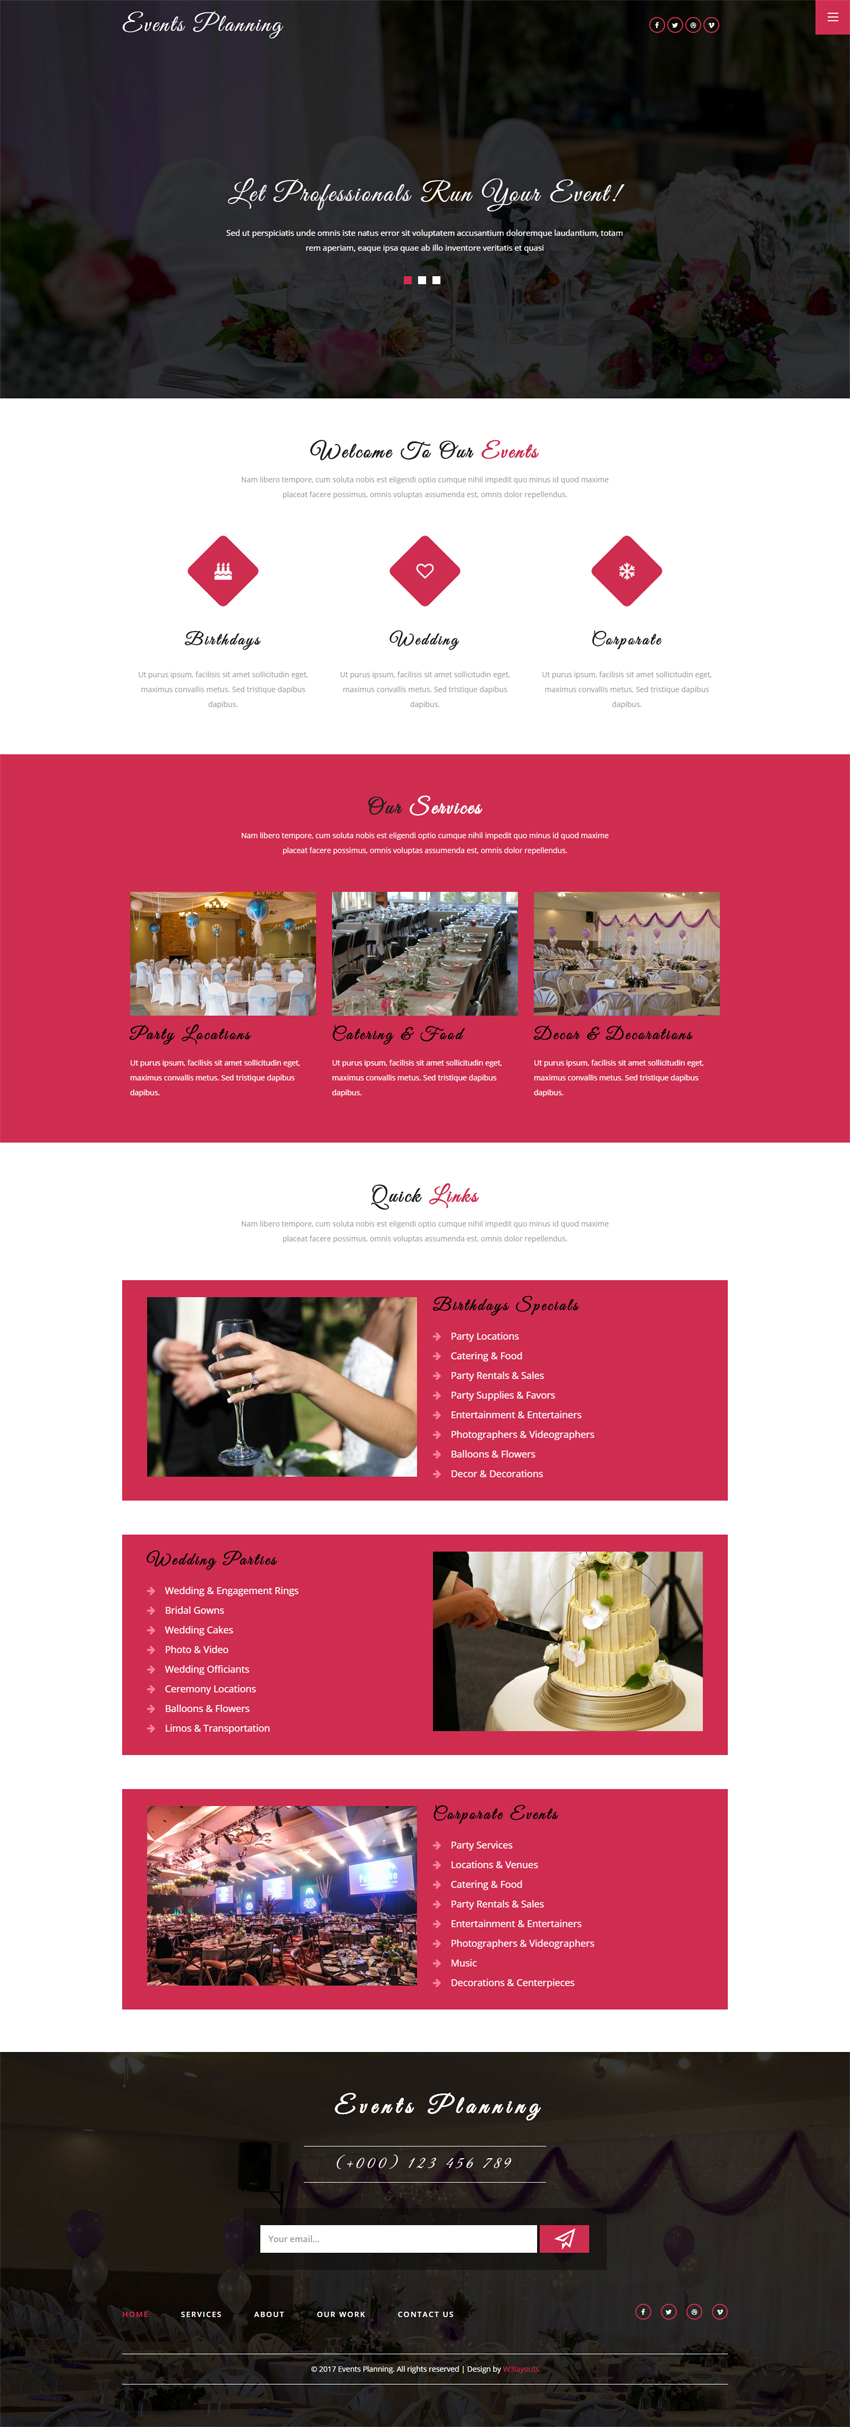 Events Planning
Let Professionals Run Your Event!
Sed ut perspiciatis unde omnis iste natus error sit voluptatem accusantium doloremque laudantium, totam
rem aperiam, eaque ipsa quae ab illo inventore veritatis et quasi
Welcome To Our Events
Nam libero tempore, cum soluta nobis est eligendi optio cumque nihil impedit quo minus id quod maxime
placeat facere possimus, omnis voluptas assumenda est, omnis dolor repellendus.
Birthdays
Ut purus ipsum, facilisis sit amet sollicitudin eget,
maximus convallis metus. Sed tristique dapibus
dapibus.
Wedding
Ut purus ipsum, facilisis sit amet sollicitudin eget,
maximus convallis metus. Sed tristique dapibus
dapibus.
Corporate
Ut purus ipsum, facilisis sit amet sollicitudin eget,
maximus convallis metus. Sed tristique dapibus
dapibus.
Our Services
Nam libero tempore, cum soluta nobis est eligendi optio cumque nihil impedit quo minus id quod maxime
placeat facere possimus, omnis voluptas assumenda est, omnis dolor repellendus.
Party Locations
Ut purus ipsum, facilisis sit amet sollicitudin eget,
maximus convallis metus. Sed tristique dapibus
dapibus.
Catering & Food
Ut purus ipsum, facilisis sit amet sollicitudin eget,
maximus convallis metus. Sed tristique dapibus
dapibus.
Decor & Decorations
Ut purus ipsum, facilisis sit amet sollicitudin eget,
maximus convallis metus. Sed tristique dapibus
dapibus.
Quick Links
Nam libero tempore, cum soluta nobis est eligendi optio cumque nihil impedit quo minus id quod maxime
placeat facere possimus, omnis voluptas assumenda est, omnis dolor repellendus.
Birthdays Specials
Party Locations
Catering & Food
Party Rentals & Sales
Party Supplies & Favors
Entertainment & Entertainers
Photographers & Videographers
Balloons & Flowers
Decor & Decorations
Wedding Parties
Wedding & Engagement Rings
Bridal Gowns
Wedding Cakes
Photo & Video
Wedding Officiants
Ceremony Locations
Balloons & Flowers
Limos & Transportation
Corporate Events
Party Services
Locations & Venues
Catering & Food
Party Rentals & Sales
Entertainment & Entertainers
Photographers & Videographers
Music
Decorations & Centerpieces
Events Planning
(+000) 123 456 789
Your email...
HOME SERVICES ABOUT OUR WORK CONTACT US
© 2017 Events Planning. All rights reserved | Design by W3layouts